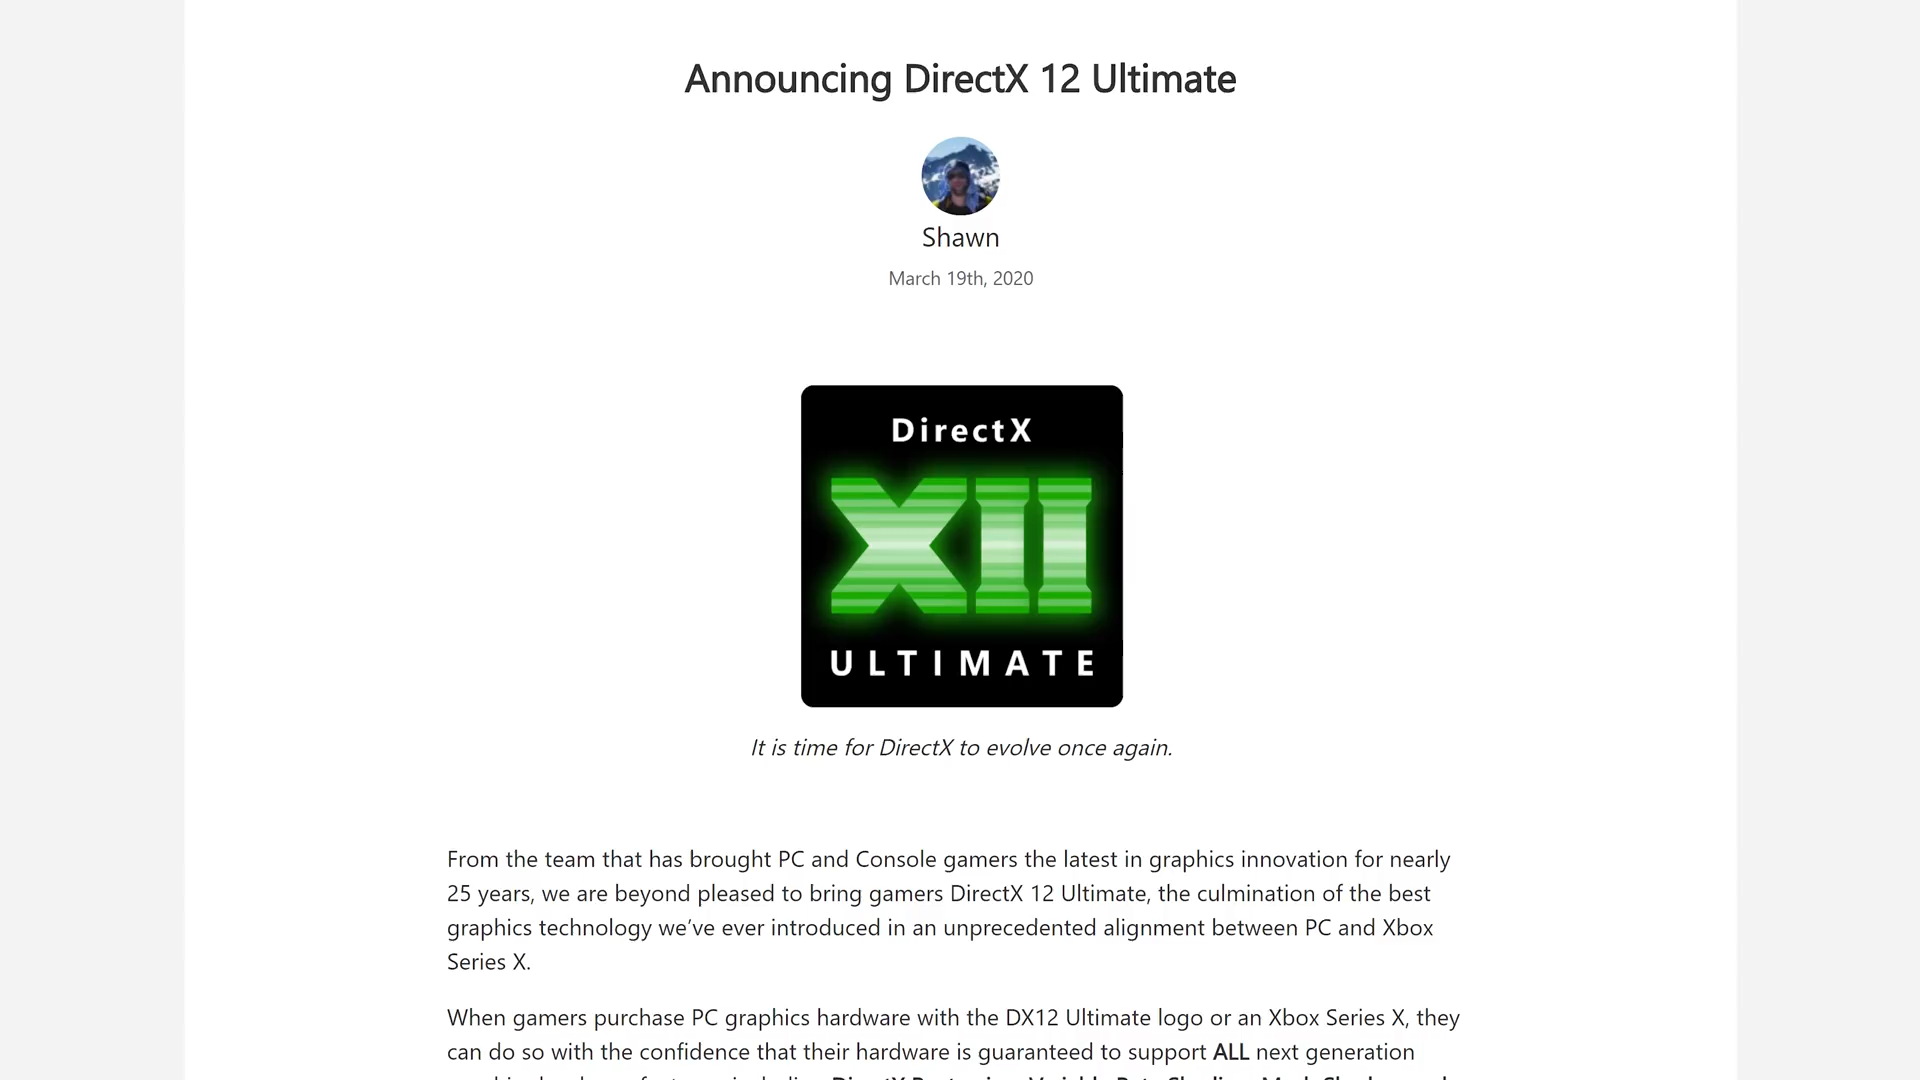 Announcing DirectX 12 Ultimate
Shawn
March 19th, 2020
DirectX
XII
ULTIMATE
It is time for DirectX to evolve once again.
From the team that has brought PC and Console gamers the latest in graphics innovation for nearly
25 years, we are beyond pleased to bring gamers DirectX 12 Ultimate, the culmination of the best
graphics technology we’ve ever introduced in an unprecedented alignment between PC and Xbox
Series X.
When gamers purchase PC graphics hardware with the DX12 Ultimate logo or an Xbox Series X, they
can do so with the confidence that their hardware is guaranteed to support ALL next generation